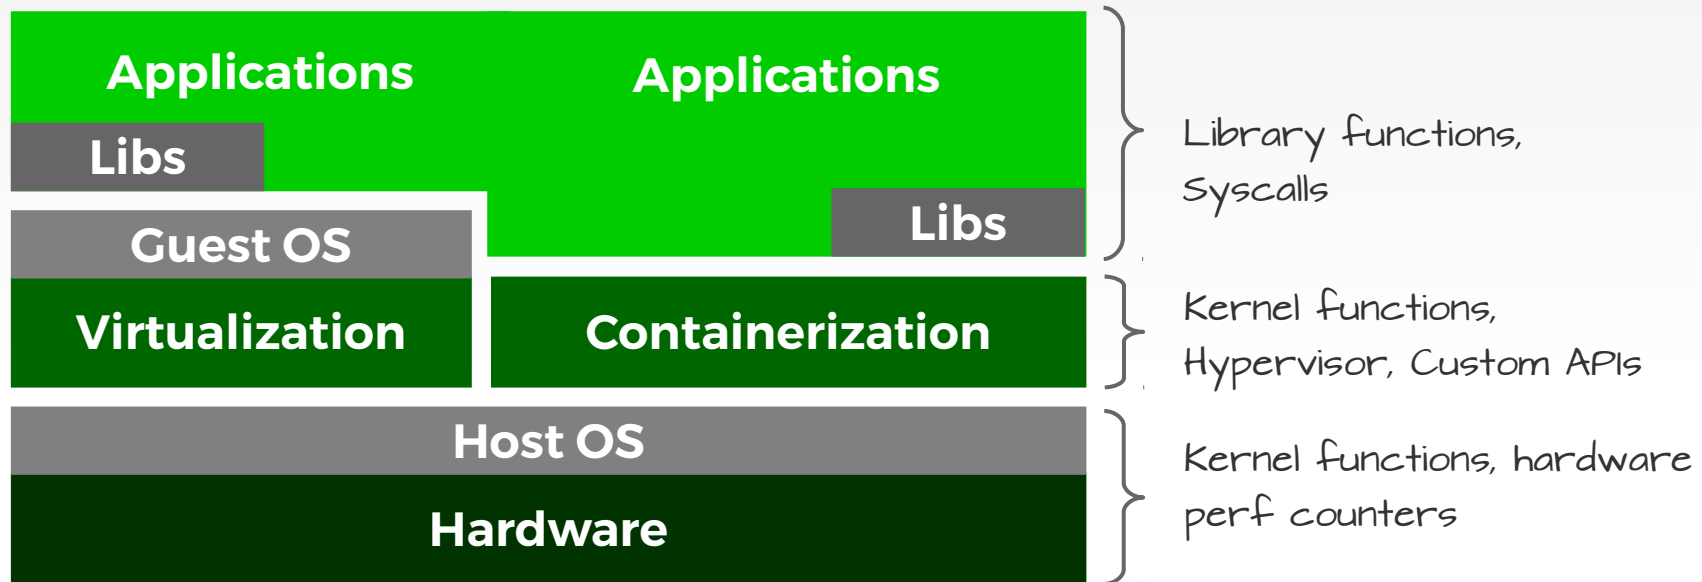 Applications
Applications
Libs
Libs
Guest OS
Virtualization
Containerization
Host OS
Hardware
Library functions,
Syscalls
Kernel functions,
Hypervisor, Custom APIs
Kernel functions, hardware
perf counters